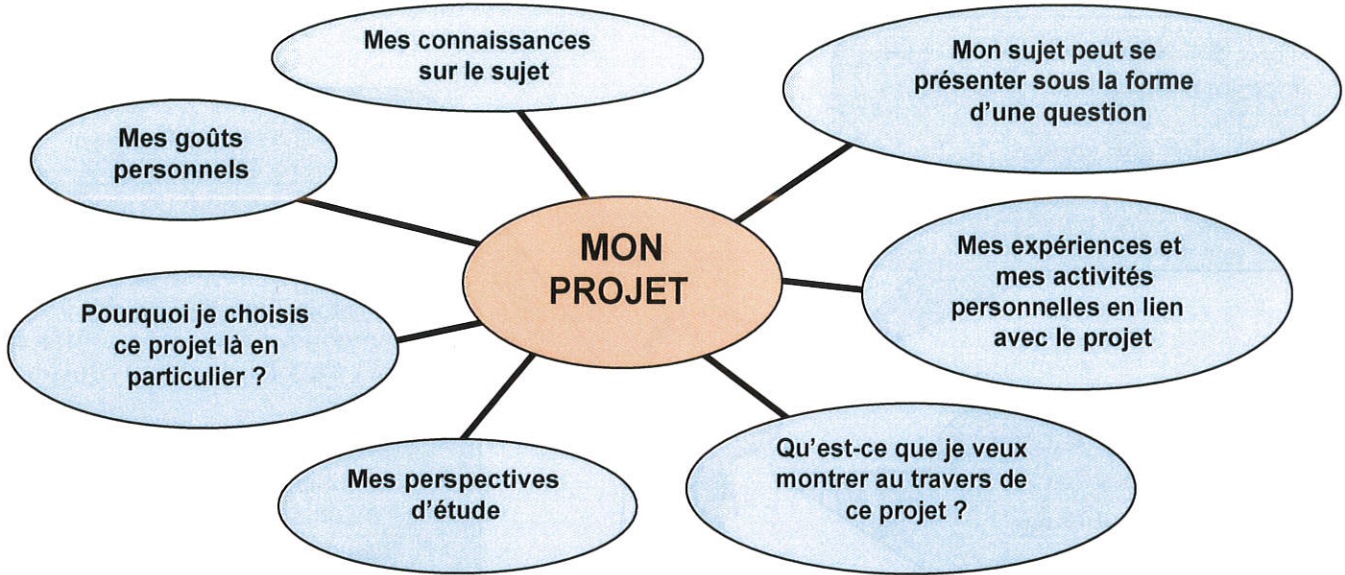 Mes connaissances
sur le sujet
Mon sujet peut se
présenter sous la forme
d'une question
Mes goûts
personnels
MON
PROJET
Mes expériences et
mes activités
personnelles en lien
avec le projet
Pourquoi je choisis
ce projet là en
particulier ?
Qu'est-ce que je veux
montrer au travers de
ce projet ?
Mes perspectives
d'étude